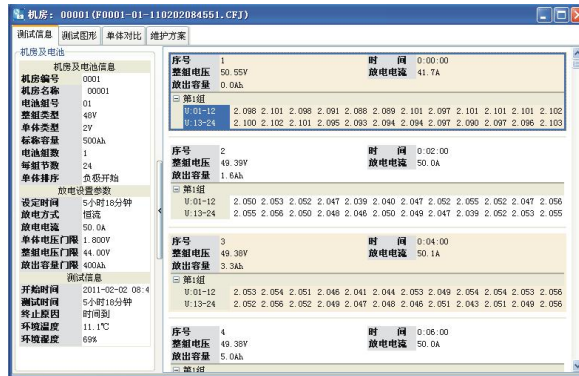 机房: 00001(F0001-01-110202084551.CFJ)
测试信息 测试图形 单体对比 维护方案
机房及电池
机房及电池信息
机房编号 0001
机房名称 00001
电池组号 01
整组类型 48V
单体类型 2V
标称容量 500Ah
电池组数 1
每组节数 24
单体排序 负极开始
放电设置参数
设定时间 5小时18分钟
放电方式 恒流
放电电流 50.0A
单体电压门限 1.800V
整组电压门限 44.00V
放出容量门限 400Ah
测试信息
开始时间 2011-02-02 08:4
测试时间 5小时18分钟
终止原因 时间到
环境温度 11.1℃
环境湿度 69%
序号 1 时 间 0:00:00
整组电压 50.55V 放电电流 41.7A
放出容量 0.0Ah
第1组
U:01-12 2.098 2.101 2.098 2.091 2.088 2.089 2.101 2.097 2.101 2.101 2.101 2.102
U:13-24 2.100 2.102 2.101 2.095 2.093 2.094 2.094 2.097 2.090 2.097 2.096 2.103
序号 2 时 间 0:02:00
整组电压 49.39V 放电电流 50.0A
放出容量 1.6Ah
第1组
U:01-12 2.050 2.053 2.052 2.047 2.039 2.040 2.047 2.052 2.055 2.052 2.047 2.056
U:13-24 2.055 2.056 2.050 2.048 2.046 2.050 2.049 2.047 2.039 2.052 2.053 2.055
序号 3 时 间 0:04:00
整组电压 49.38V 放电电流 50.1A
放出容量 3.3Ah
第1组
U:01-12 2.053 2.054 2.051 2.046 2.041 2.044 2.053 2.049 2.054 2.054 2.053 2.056
U:13-24 2.052 2.056 2.052 2.049 2.047 2.048 2.046 2.051 2.043 2.051 2.049 2.056
序号 4 时 间 0:06:00
整组电压 49.38V 放电电流 50.0A
放出容量 5.0Ah
第1组